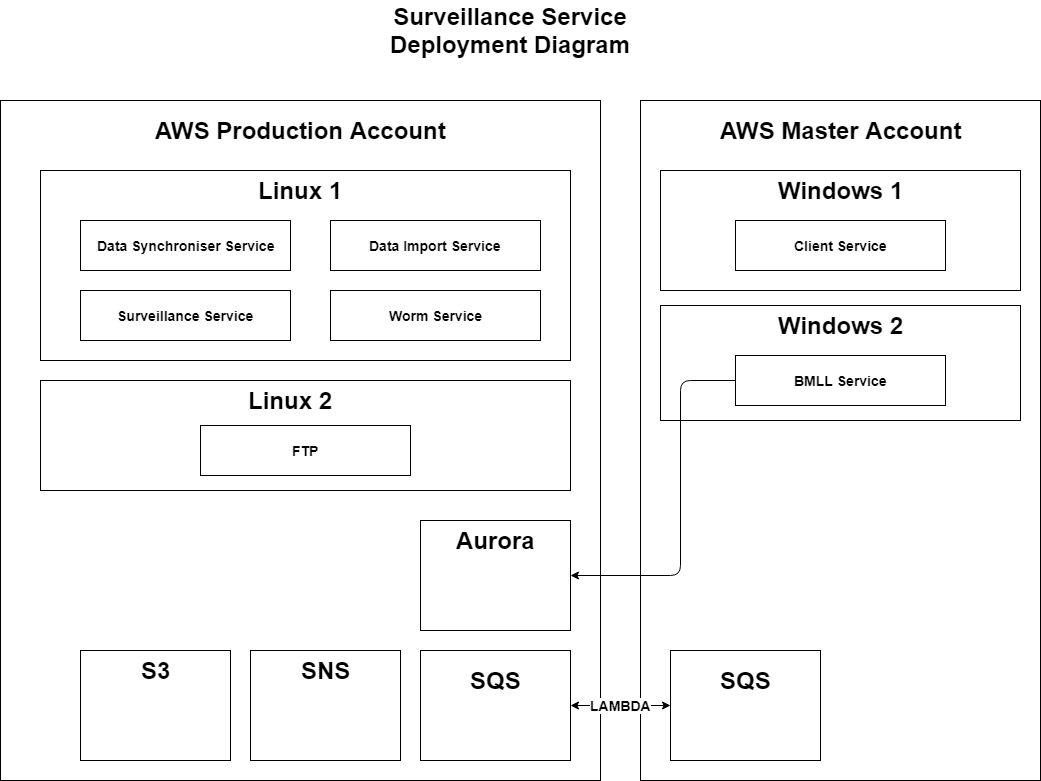 Surveillance Service
Deployment Diagram
AWS Production Account
Linux 1
Data Synchroniser Service
Data Import Service
Surveillance Service
Worm Service
Linux 2
FTP
Aurora
S3
SNS
SQS
LAMBDA
AWS Master Account
Windows 1
Client Service
Windows 2
BMLL Service
SQS